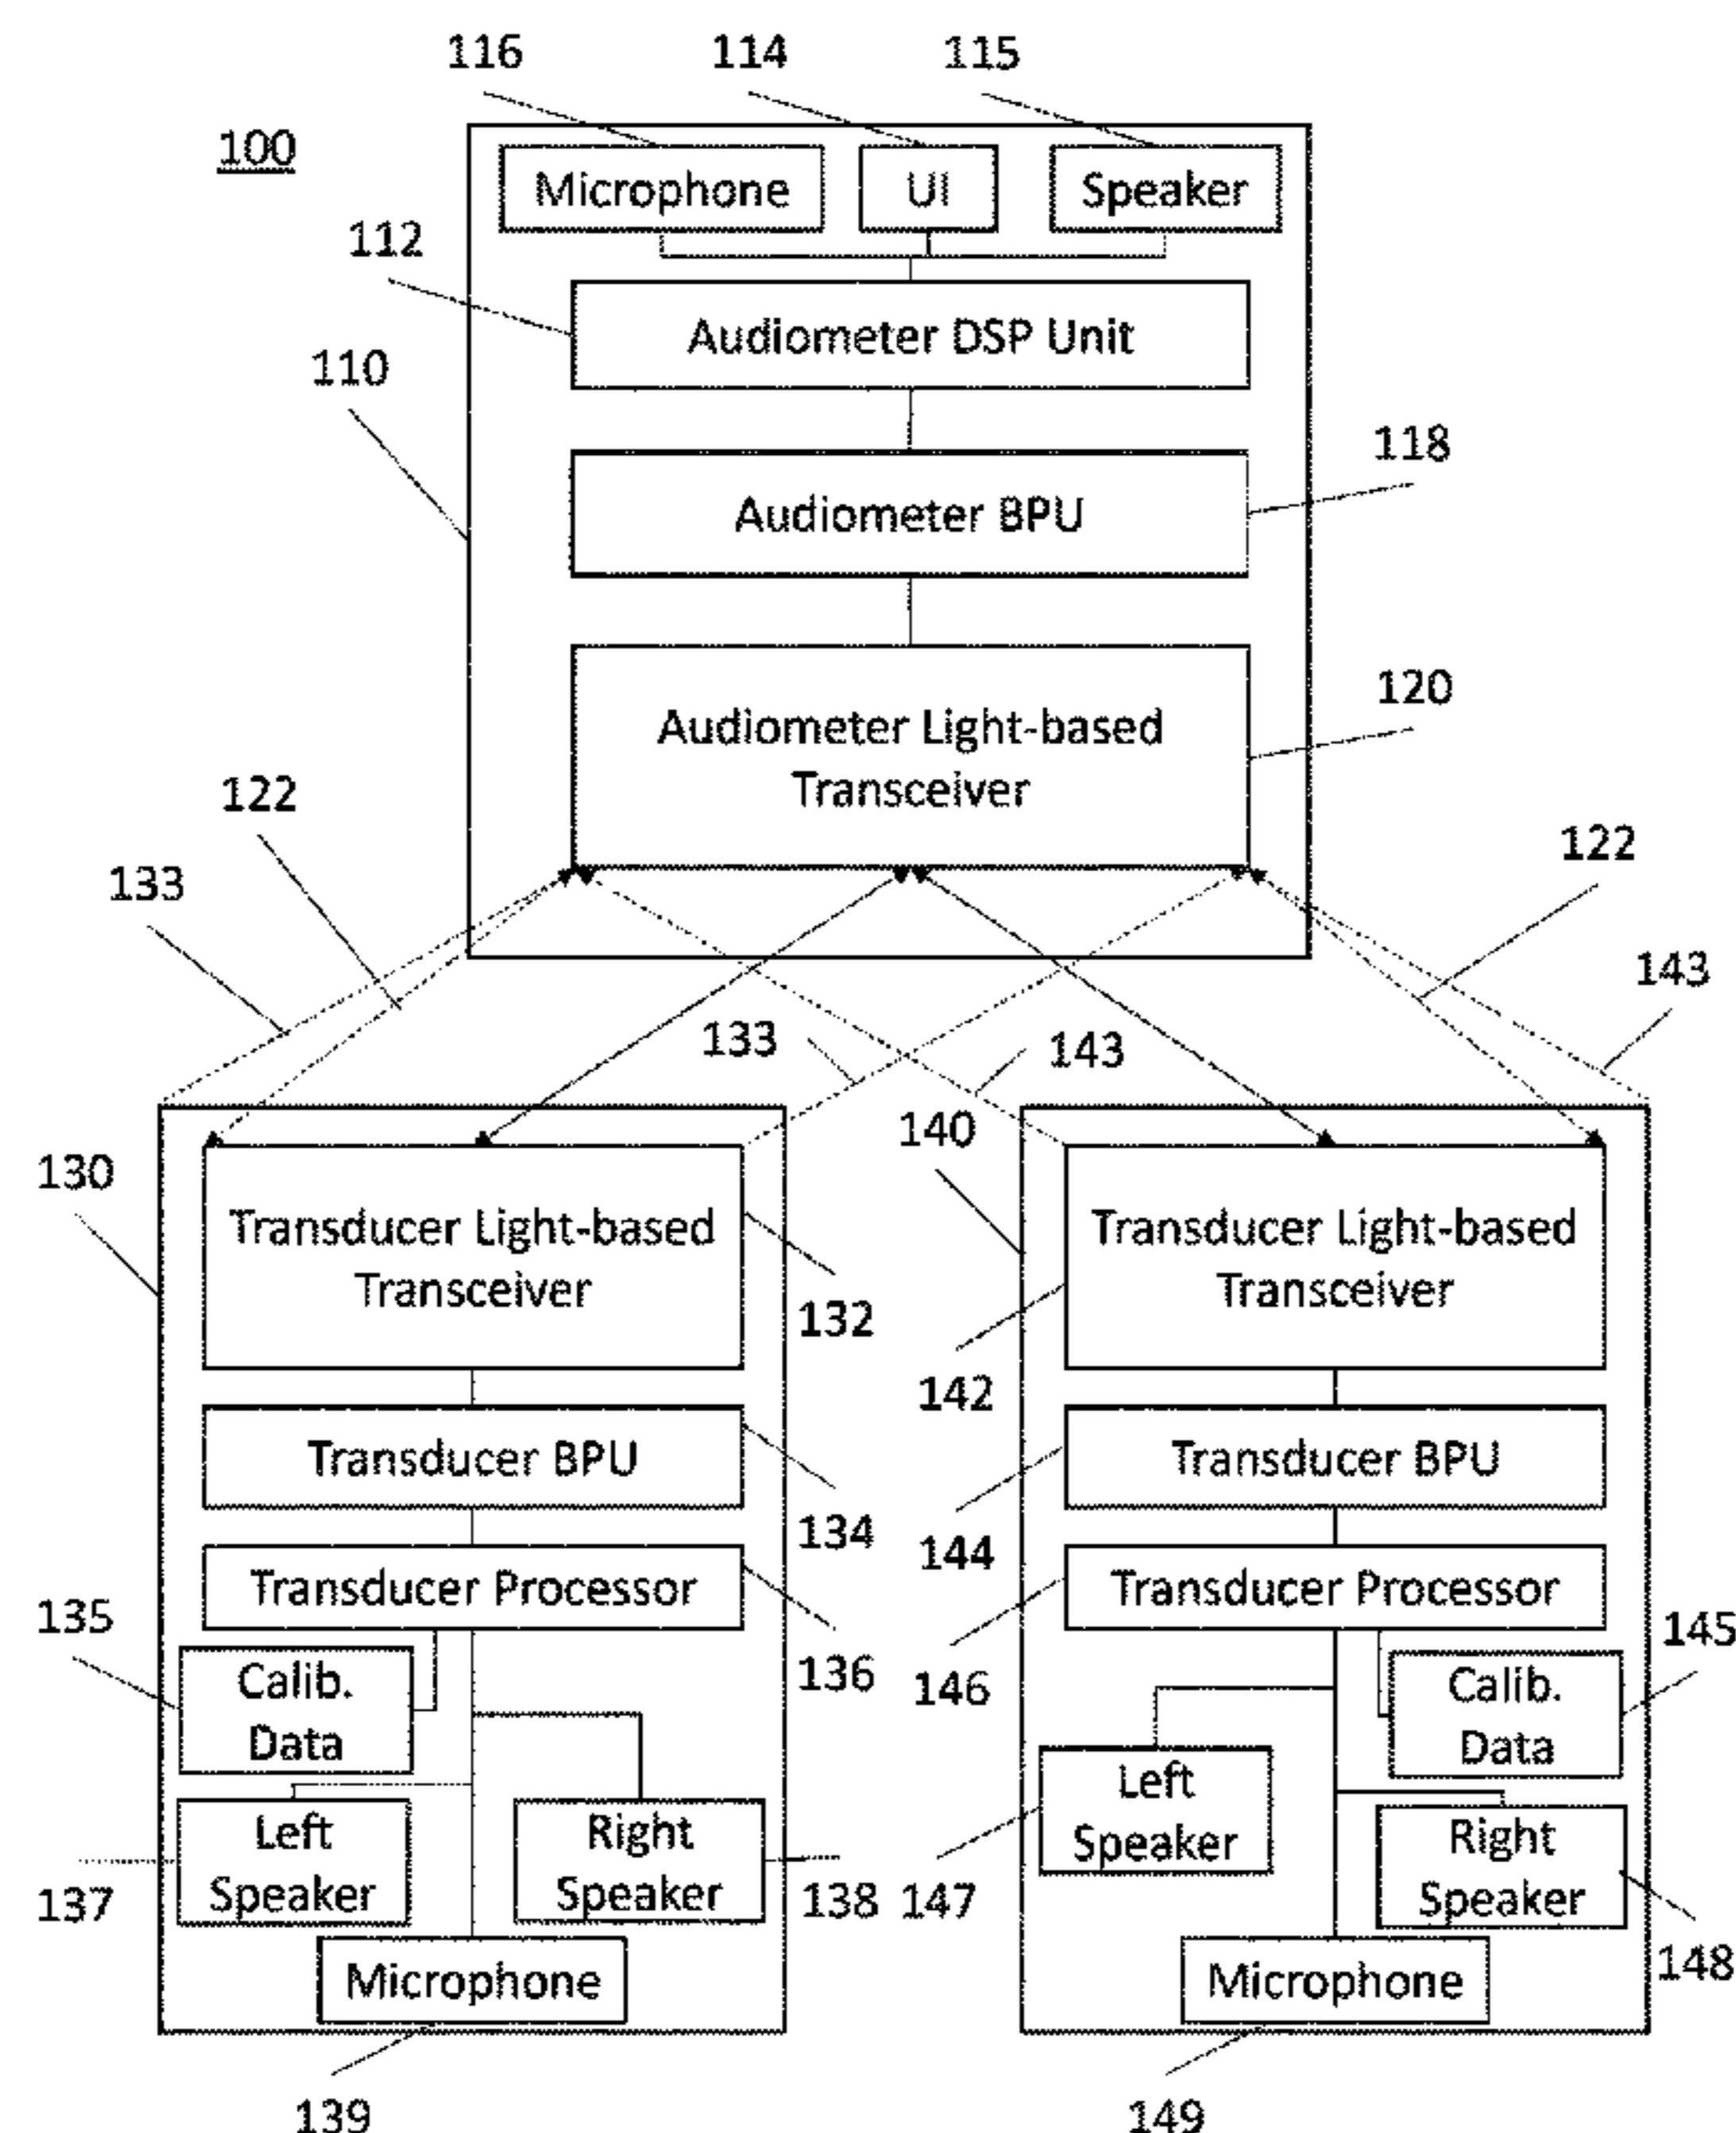 116
114
115
100
Microphone
UI
Speaker
112
Audiometer DSP Unit
110
118
Audiometer BPU
120
Audiometer Light-based
Transceiver
122
133
122
143
133
143
140
130
Transducer Light-based
Transceiver
132
Transducer Light-based
Transceiver
142
Transducer BPU
134
Transducer BPU
144
Transducer Processor
136
Transducer Processor
146
135
Calib.
Data
145
Calib.
Data
Left
Speaker
137
Right
Speaker
138
147
Left
Speaker
Right
Speaker
148
Microphone
139
Microphone
149